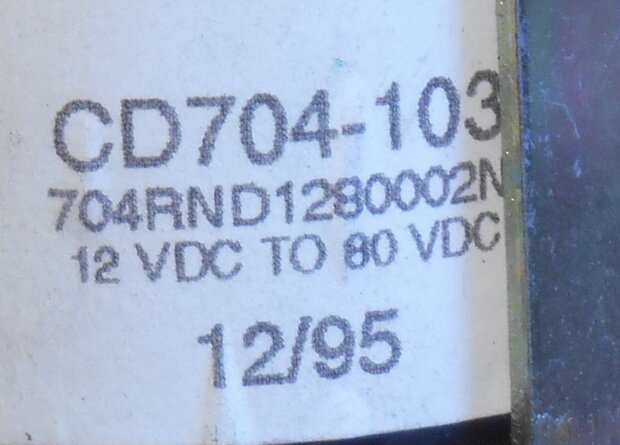 CD704-103
704RND1280002N
12 VDC TO 80 VDC
12/95